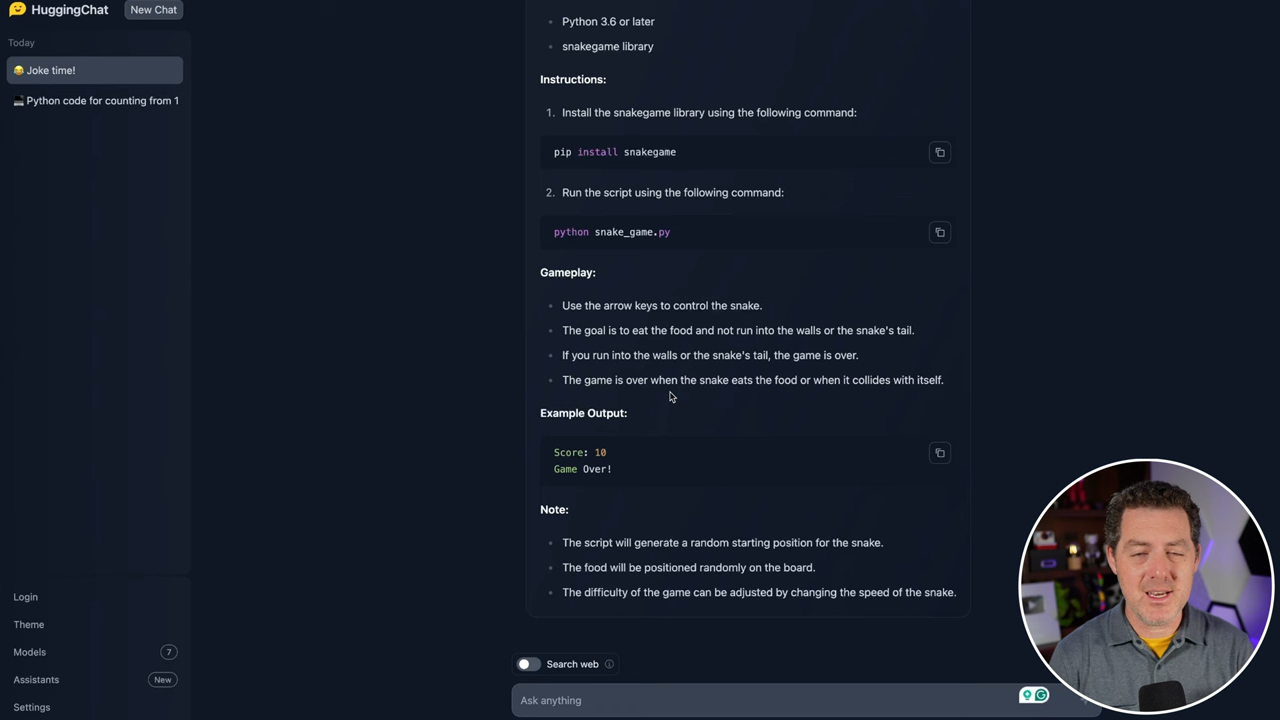 HuggingChat
New Chat
Today
😂 Joke time!
💻 Python code for counting from 1
Login
Theme
Models 7
Assistants New
Settings
• Python 3.6 or later
• snakegame library
Instructions:
1. Install the snakegame library using the following command:
pip install snakegame
2. Run the script using the following command:
python snake_game.py
Gameplay:
• Use the arrow keys to control the snake.
• The goal is to eat the food and not run into the walls or the snake's tail.
• If you run into the walls or the snake's tail, the game is over.
• The game is over when the snake eats the food or when it collides with itself.
Example Output:
Score: 10
Game Over!
Note:
• The script will generate a random starting position for the snake.
• The food will be positioned randomly on the board.
• The difficulty of the game can be adjusted by changing the speed of the snake.
Search web
Ask anything